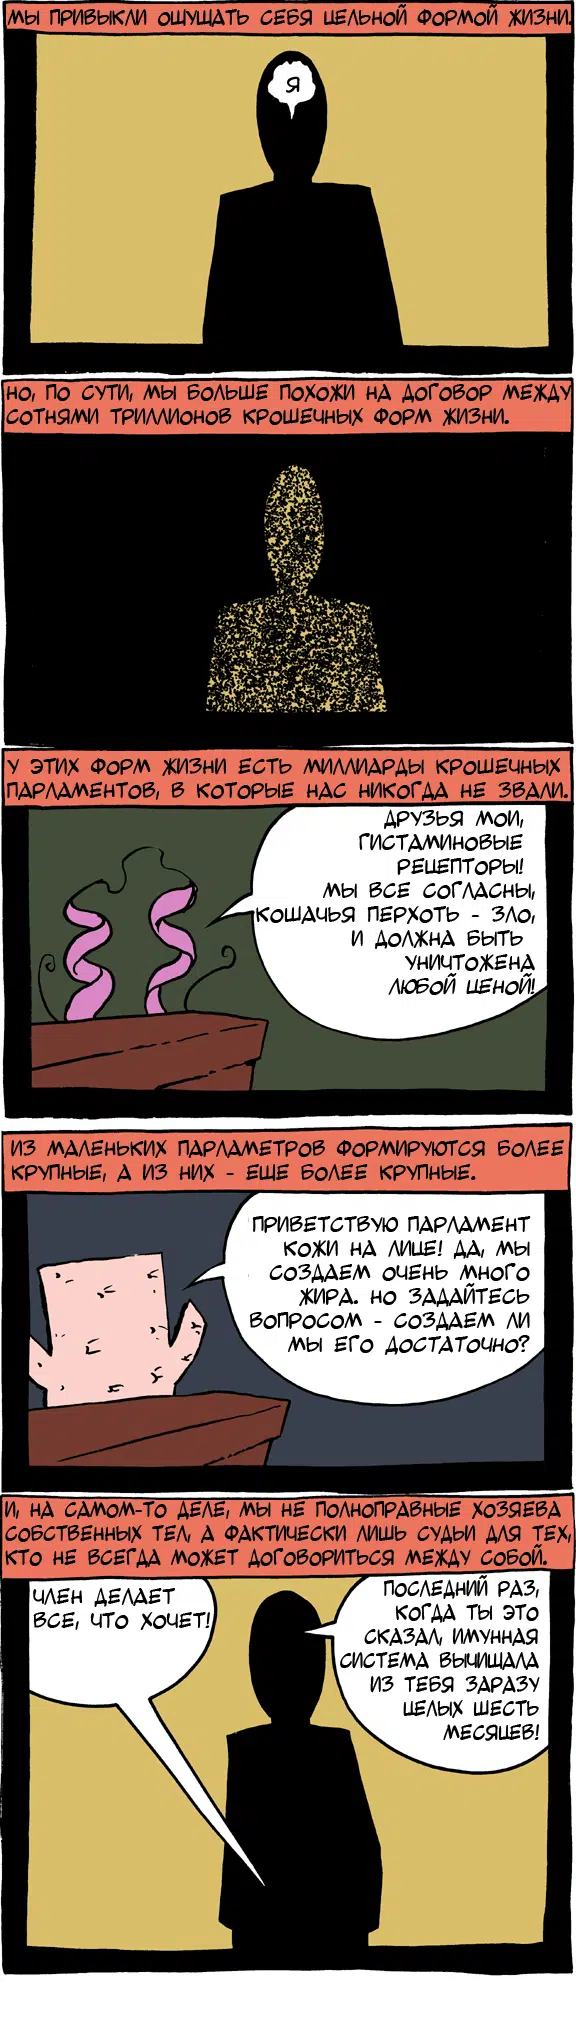 МЫ ПРИВЫКЛИ ОЩУЩАТЬ СЕБЯ ЦЕЛЬНОЙ ФОРМОЙ ЖИЗНИ.
Я
НО, ПО СУТИ, МЫ БОЛЬШЕ ПОХОЖИ НА ДОГОВОР МЕЖДУ
СОТНЯМИ ТРИЛЛИОНОВ КРОШЕЧНЫХ ФОРМ ЖИЗНИ.
У ЭТИХ ФОРМ ЖИЗНИ ЕСТЬ МИЛЛИАРДЫ КРОШЕЧНЫХ
ПАРЛАМЕНТОВ, В КОТОРЫЕ НАС НИКОГДА НЕ ЗВАЛИ.
ДРУЗЬЯ МОИ,
ГИСТАМИНОВЫЕ
РЕЦЕПТОРЫ!
МЫ ВСЕ СОГЛАСНЫ,
КОШАЧЬЯ ПЕРХОТЬ - ЗЛО,
И ДОЛЖНА БЫТЬ
УНИЧТОЖЕНА
ЛЮБОЙ ЦЕНОЙ!
ИЗ МАЛЕНЬКИХ ПАРЛАМЕТРОВ ФОРМИРУЮТСЯ БОЛЕЕ
КРУПНЫЕ, А ИЗ НИХ - ЕЩЕ БОЛЕЕ КРУПНЫЕ.
ПРИВЕТСТВУЮ ПАРЛАМЕНТ
КОЖИ НА ЛИЦЕ! ДА, МЫ
СОЗДАЕМ ОЧЕНЬ МНОГО
ЖИРА. НО ЗАДАЙТЕСЬ
ВОПРОСОМ - СОЗДАЕМ ЛИ
МЫ ЕГО ДОСТАТОЧНО?
И, НА САМОМ-ТО ДЕЛЕ, МЫ НЕ ПОЛНОПРАВНЫЕ ХОЗЯЕВА
СОБСТВЕННЫХ ТЕЛ, А ФАКТИЧЕСКИ ЛИШЬ СУДЬИ ДЛЯ ТЕХ,
КТО НЕ ВСЕГДА МОЖЕТ ДОГОВОРИТЬСЯ МЕЖДУ СОБОЙ.
ЧЛЕН ДЕЛАЕТ
ВСЕ, ЧТО ХОЧЕТ!
ПОСЛЕДНИЙ РАЗ,
КОГДА ТЫ ЭТО
СКАЗАЛ, ИМУННАЯ
СИСТЕМА ВЫЧИЩАЛА
ИЗ ТЕБЯ ЗАРАЗУ
ЦЕЛЫХ ШЕСТЬ
МЕСЯЦЕВ!